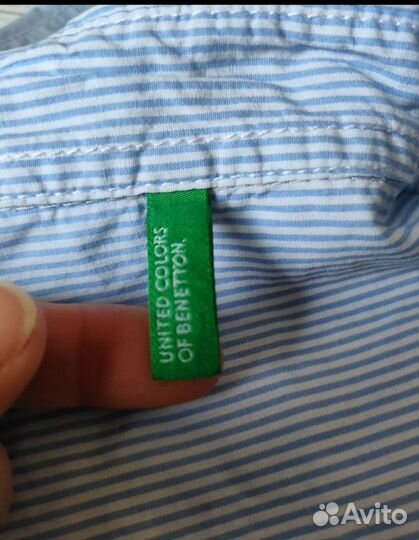 UNITED COLORS
OF BENETTON.
Avito